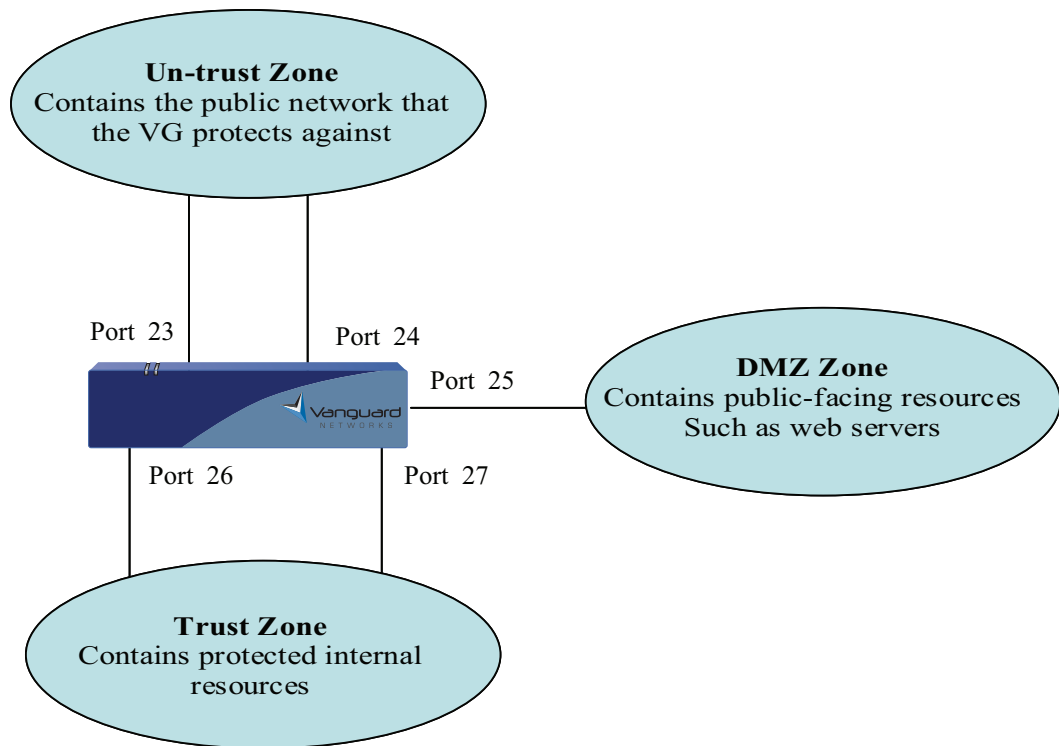 Un-trust Zone
Contains the public network that
the VG protects against
Port 23
Port 24
Port 25
Vanguard
NETWORKS
DMZ Zone
Contains public-facing resources
Such as web servers
Port 26
Port 27
Trust Zone
Contains protected internal
resources